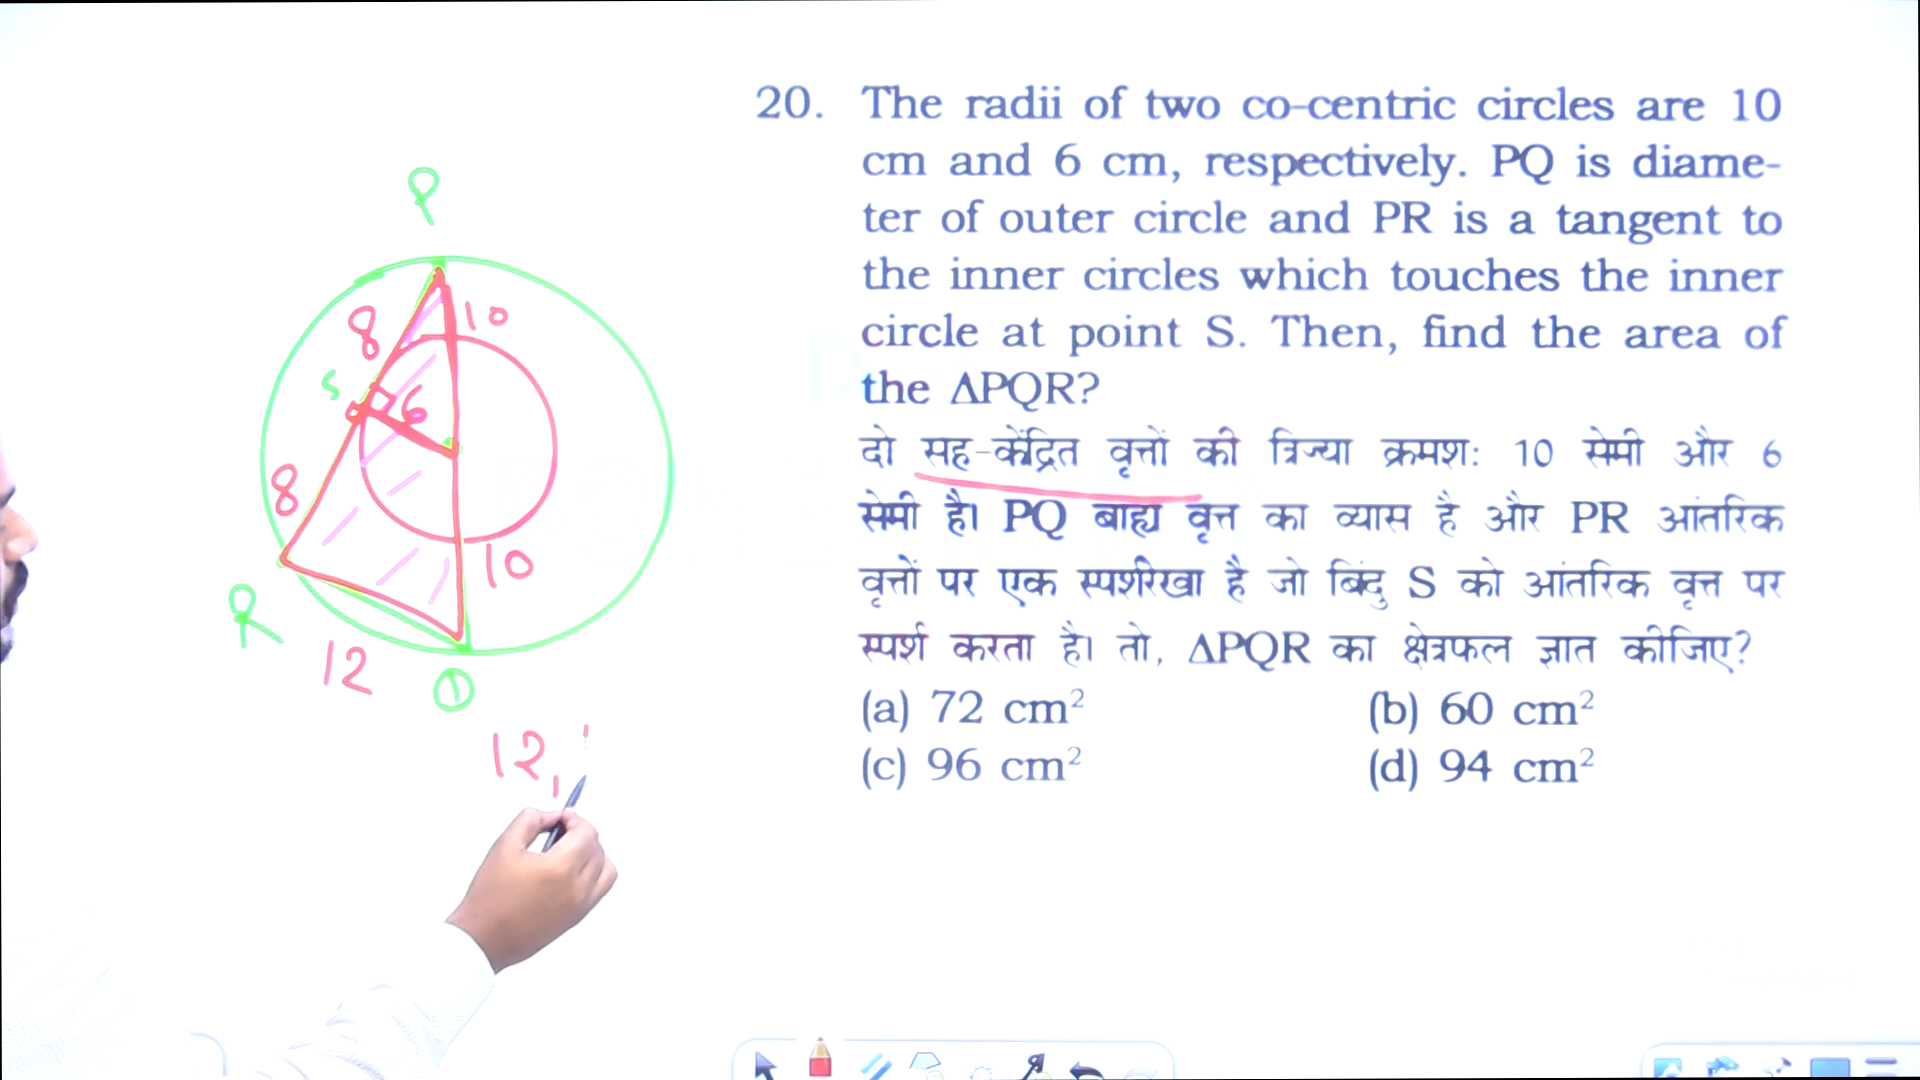 20. The radii of two co-centric circles are 10
cm and 6 cm, respectively. PQ is diame-
ter of outer circle and PR is a tangent to
the inner circles which touches the inner
circle at point S. Then, find the area of
the ΔPQR?
दो सह-केंद्रित वृत्तों की त्रिज्या क्रमश: 10 सेमी और 6
सेमी है। PQ बाह्य वृत्त का व्यास है और PR आंतरिक
वृत्तों पर एक स्पर्शरेखा है जो बिंदु S को आंतरिक वृत्त पर
स्पर्श करता है। तो, ΔPQR का क्षेत्रफल ज्ञात कीजिए?
(a) 72 cm² (b) 60 cm²
(c) 96 cm² (d) 94 cm²
P
8 10
S 6
8
10
R
12 Q
12,